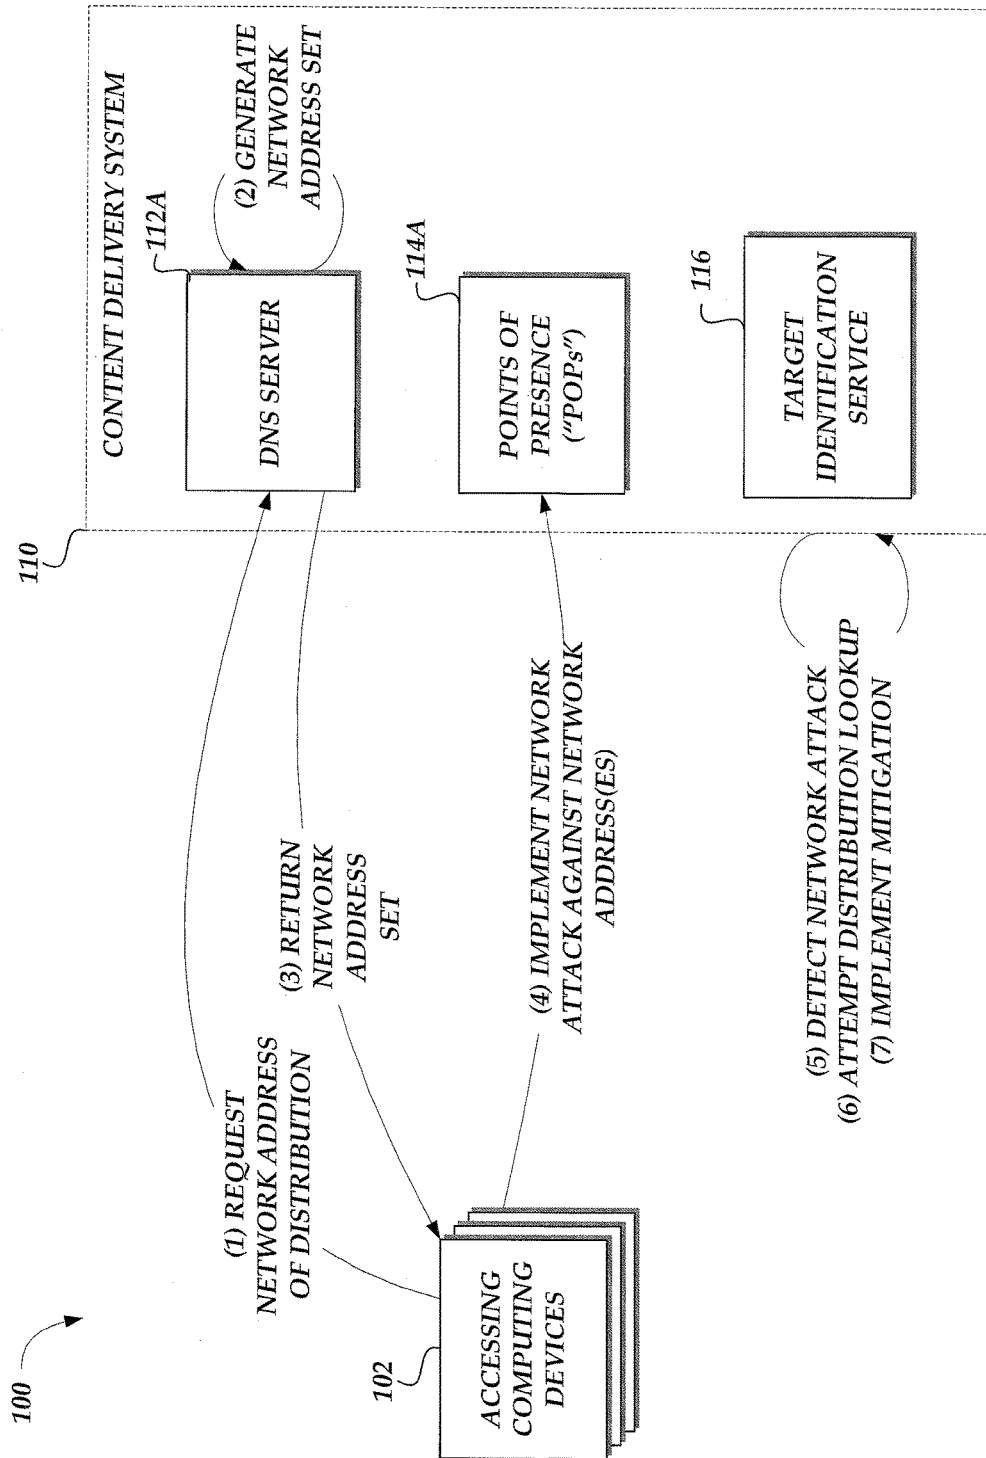 100
110
CONTENT DELIVERY SYSTEM
112A
DNS SERVER
(2) GENERATE
NETWORK
ADDRESS SET
(1) REQUEST
NETWORK ADDRESS
OF DISTRIBUTION
(3) RETURN
NETWORK
ADDRESS
SET
102
ACCESSING
COMPUTING
DEVICES
114A
POINTS OF
PRESENCE
("POPs")
(4) IMPLEMENT NETWORK
ATTACK AGAINST NETWORK
ADDRESS(ES)
116
TARGET
IDENTIFICATION
SERVICE
(5) DETECT NETWORK ATTACK
(6) ATTEMPT DISTRIBUTION LOOKUP
(7) IMPLEMENT MITIGATION